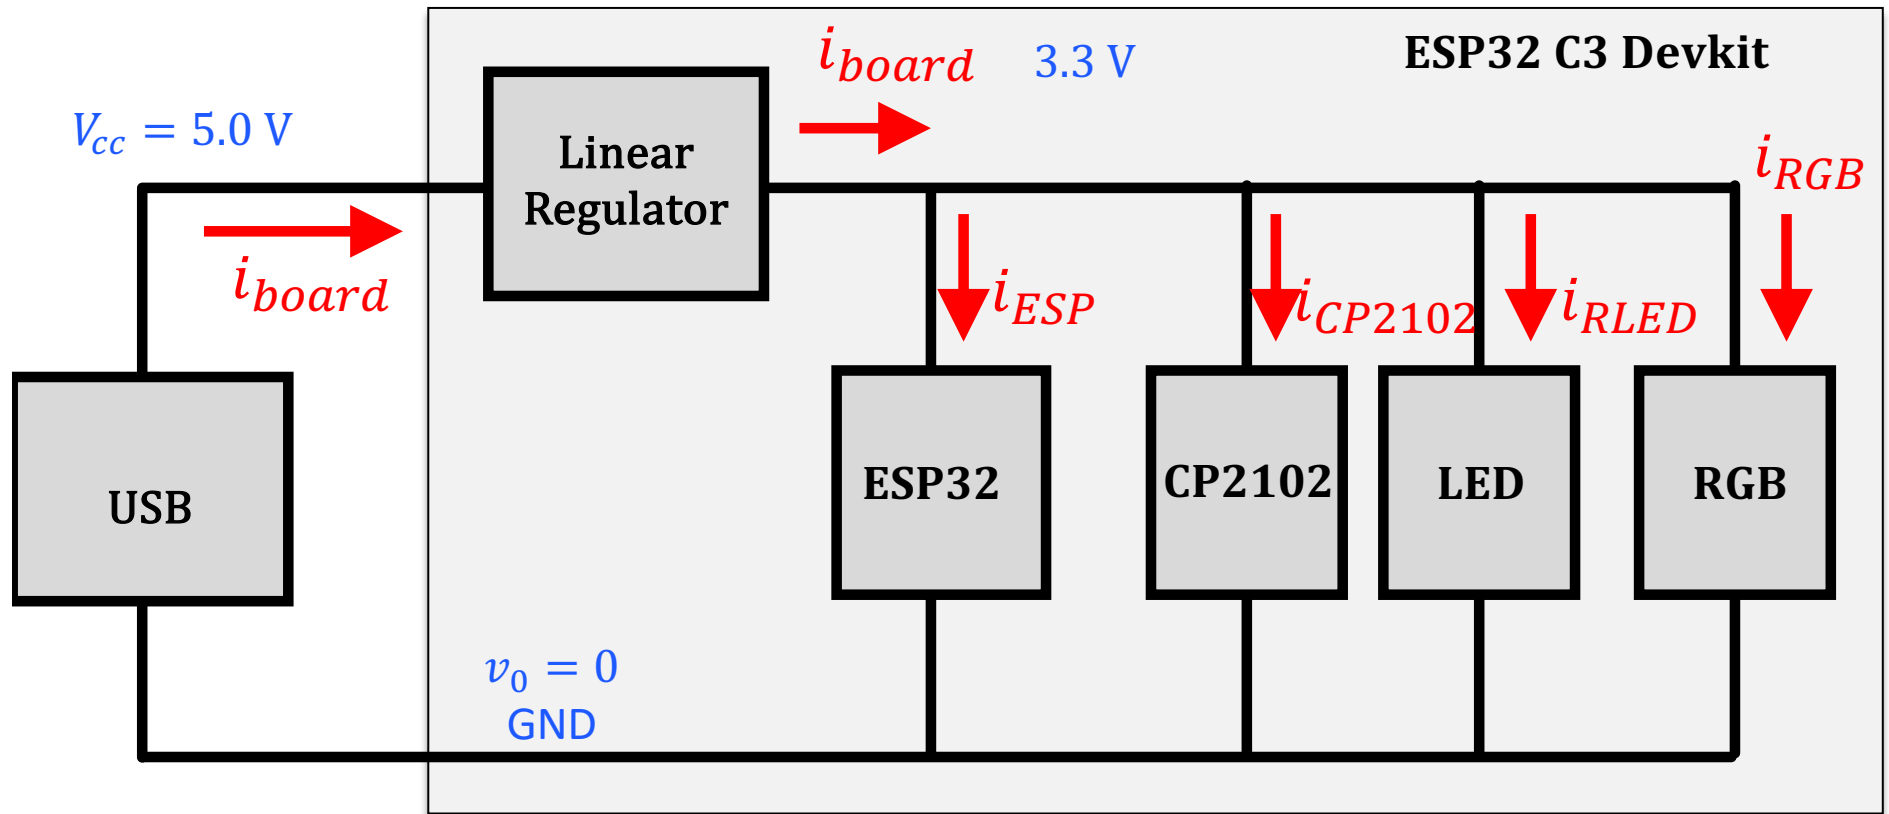 ESP32 C3 Devkit
i_board
3.3 V
V_cc = 5.0 V
Linear
Regulator
i_RGB
i_board
i_ESP
i_CP2102
i_RLED
USB
ESP32
CP2102
LED
RGB
v_0 = 0
GND